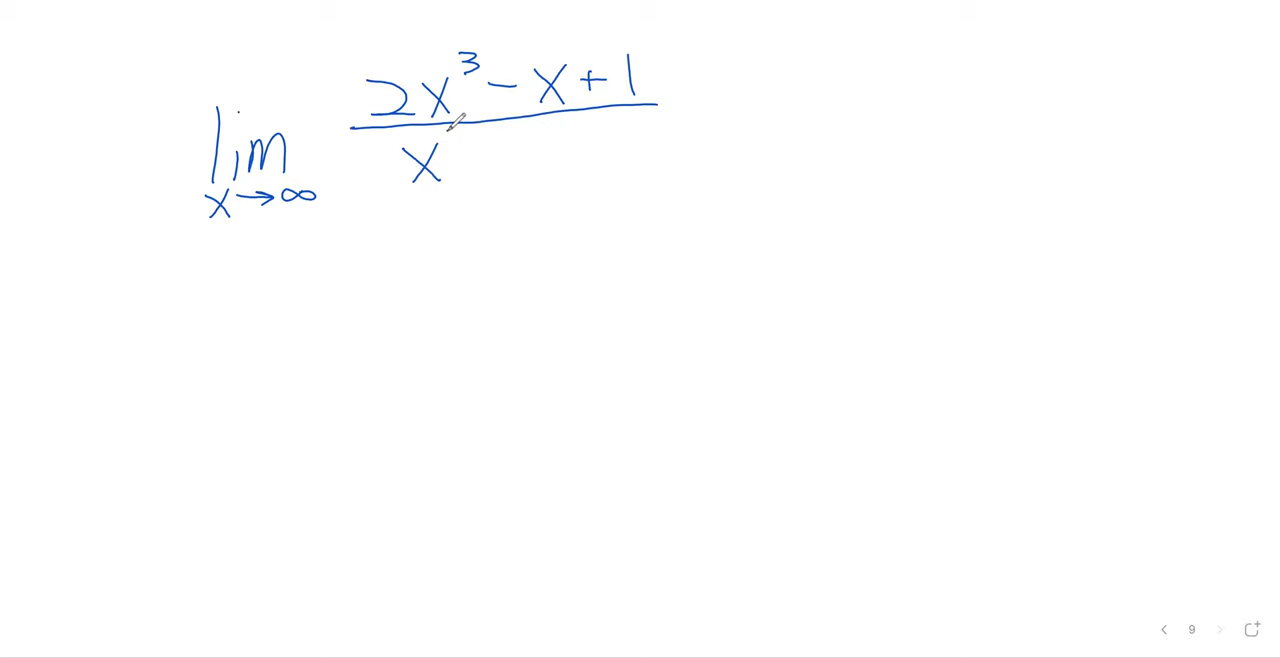 lim x→∞ 2x³ - x + 1 / x
9